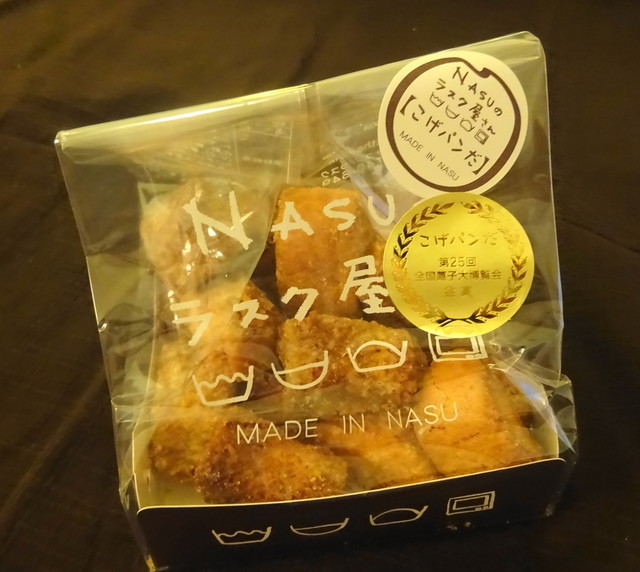 NASUの
ラスク屋さん
【こげパンだ】
MADE IN NASU
こげパンだ
第25回
全国菓子大博覧会
金賞
NASU
ラスク屋
MADE IN NASU